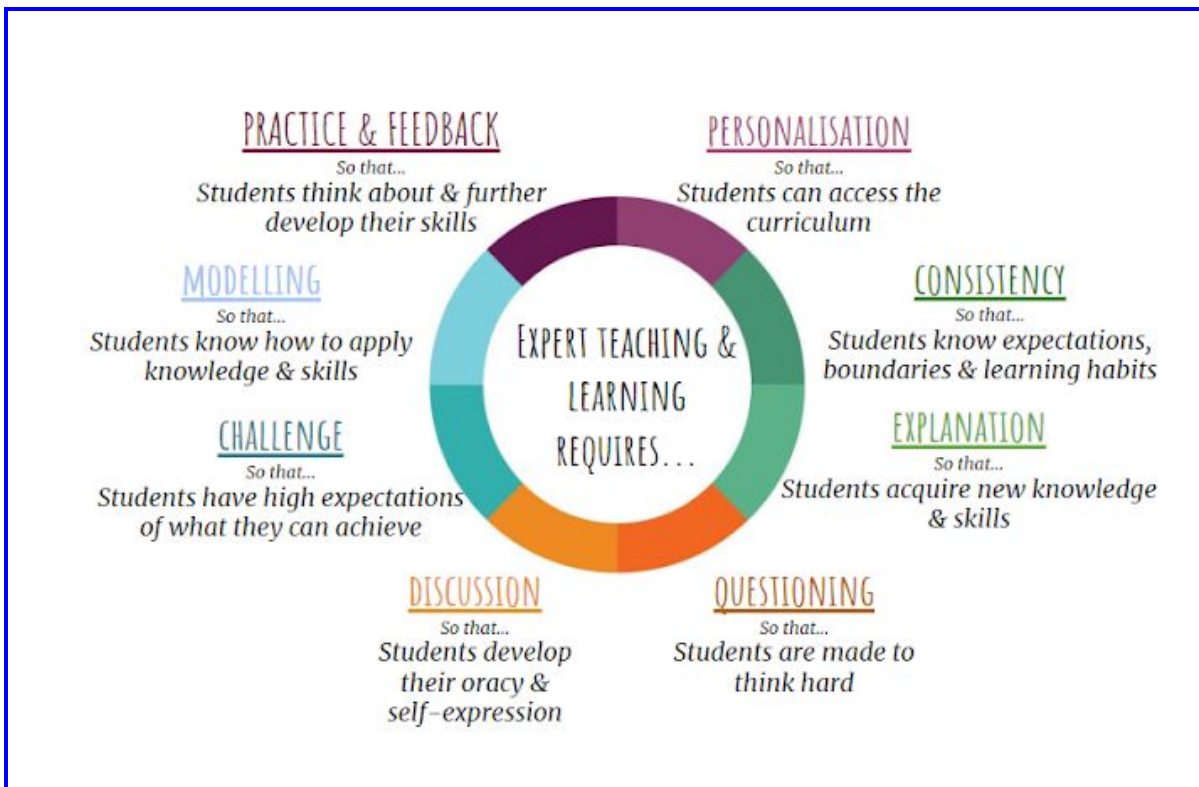 PRACTICE & FEEDBACK
So that...
Students think about & further
develop their skills
PERSONALISATION
So that...
Students can access the
curriculum
MODELLING
So that...
Students know how to apply
knowledge & skills
CONSISTENCY
So that...
Students know expectations,
boundaries & learning habits
EXPERT TEACHING &
LEARNING
REQUIRES...
CHALLENGE
So that...
Students have high expectations
of what they can achieve
EXPLANATION
So that...
Students acquire new knowledge
& skills
DISCUSSION
So that...
Students develop
their oracy &
self-expression
QUESTIONING
So that...
Students are made to
think hard